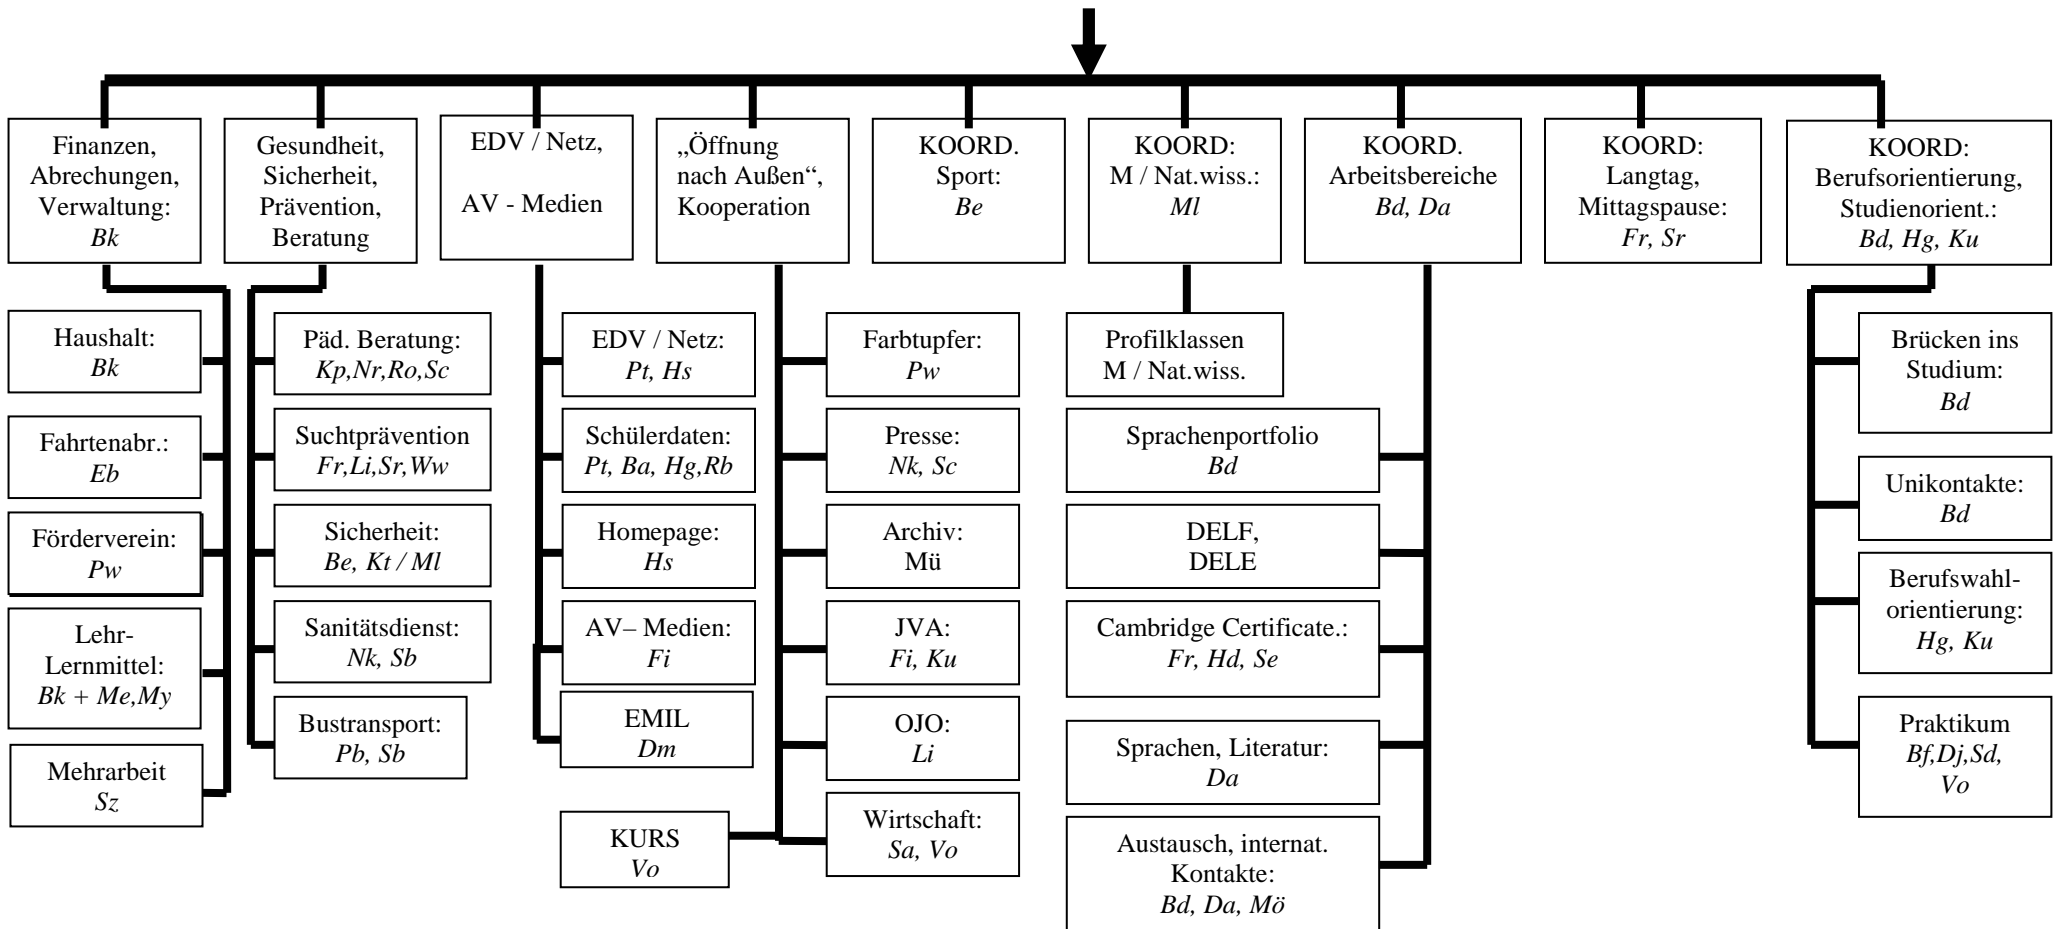 Finanzen,
Abrechungen,
Verwaltung:
Bk
Gesundheit,
Sicherheit,
Prävention,
Beratung
EDV / Netz,
AV - Medien
„Öffnung
nach Außen“,
Kooperation
KOORD.
Sport:
Be
KOORD:
M / Nat.wiss.:
Ml
KOORD.
Arbeitsbereiche
Bd, Da
KOORD:
Langtag,
Mittagspause:
Fr, Sr
KOORD:
Berufsorientierung,
Studienorient.:
Bd, Hg, Ku
Haushalt:
Bk
Fahrtenabr.:
Eb
Förderverein:
Pw
Lehr-
Lernmittel:
Bk + Me,My
Mehrarbeit
Sz
Päd. Beratung:
Kp,Nr,Ro,Sc
Suchtprävention
Fr,Li,Sr,Ww
Sicherheit:
Be, Kt / Ml
Sanitätsdienst:
Nk, Sb
Bustransport:
Pb, Sb
EDV / Netz:
Pt, Hs
Schülerdaten:
Pt, Ba, Hg,Rb
Homepage:
Hs
AV– Medien:
Fi
EMIL
Dm
KURS
Vo
Farbtupfer:
Pw
Presse:
Nk, Sc
Archiv:
Mü
JVA:
Fi, Ku
OJO:
Li
Wirtschaft:
Sa, Vo
Profilklassen
M / Nat.wiss.
Sprachenportfolio
Bd
DELF,
DELE
Cambridge Certificate.:
Fr, Hd, Se
Sprachen, Literatur:
Da
Austausch, internat.
Kontakte:
Bd, Da, Mö
Brücken ins
Studium:
Bd
Unikontakte:
Bd
Berufswahl-
orientierung:
Hg, Ku
Praktikum
Bf,Dj,Sd,
Vo